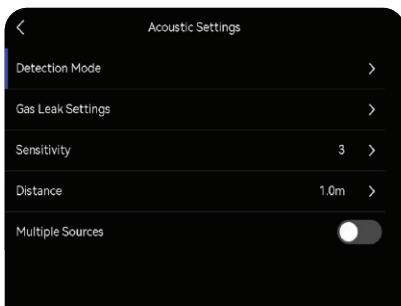 Acoustic Settings
Detection Mode
Gas Leak Settings
Sensitivity 3
Distance 1.0m
Multiple Sources